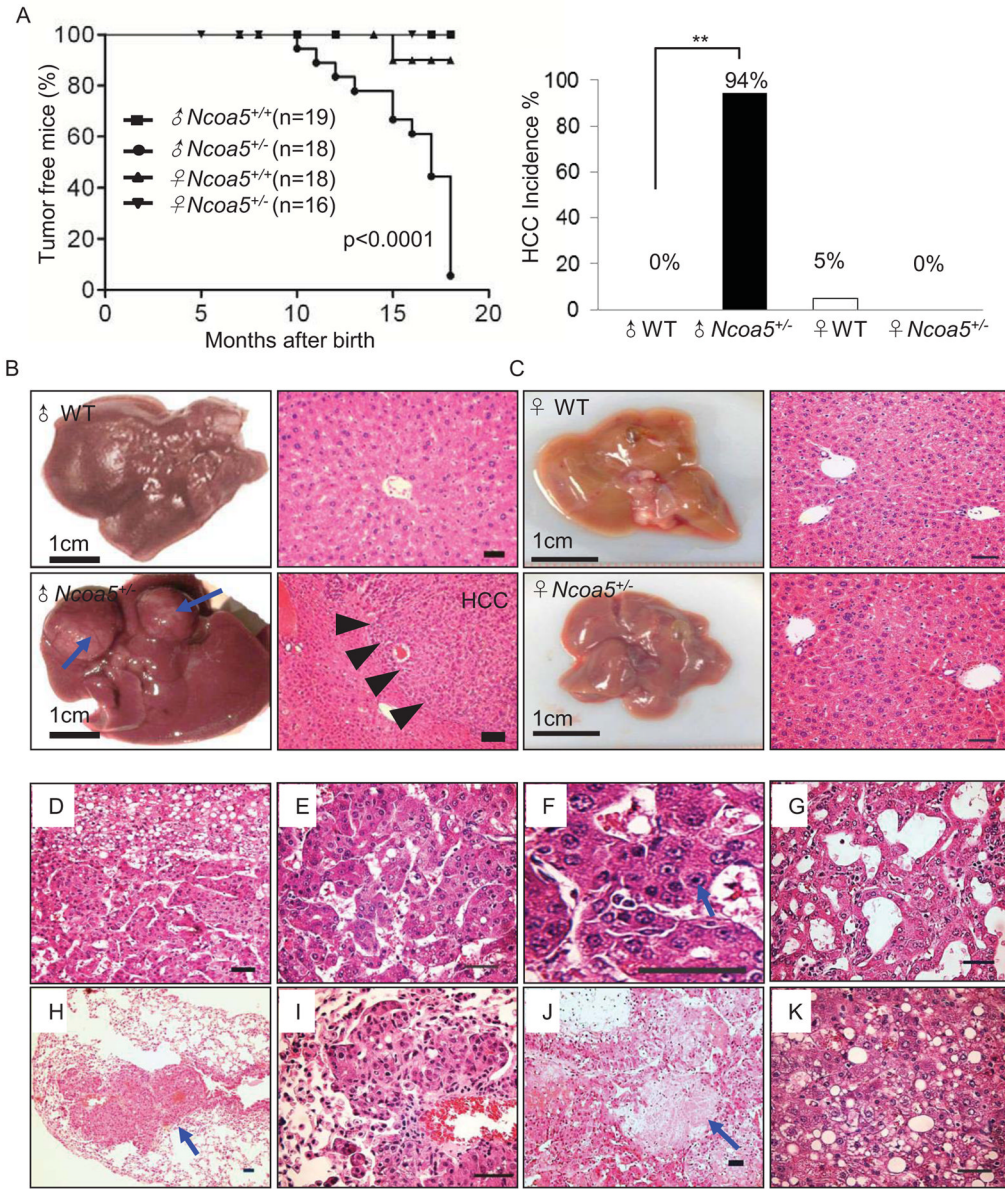 A
Tumor free mice (%)
100
80
60
40
20
0
♂ Ncoa5+/+ (n=19)
♂ Ncoa5+/- (n=18)
♀ Ncoa5+/+ (n=18)
♀ Ncoa5+/- (n=16)
p<0.0001
0 5 10 15 20
Months after birth
HCC Incidence %
100
80
60
40
20
0
**
0%
94%
5%
0%
♂ WT ♂ Ncoa5+/- ♀ WT ♀ Ncoa5+/-
B
♂ WT
1cm
♂ Ncoa5+/-
1cm
HCC
C
♀ WT
1cm
♀ Ncoa5+/-
1cm
D
E
F
G
H
I
J
K